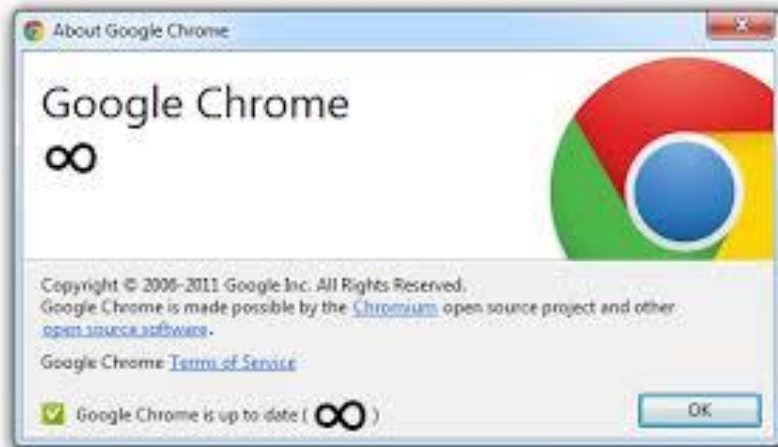 About Google Chrome
Google Chrome
∞
Copyright © 2006-2011 Google Inc. All Rights Reserved.
Google Chrome is made possible by the Chromium open source project and other
open source software.
Google Chrome Terms of Service
Google Chrome is up to date ( ∞ )
OK